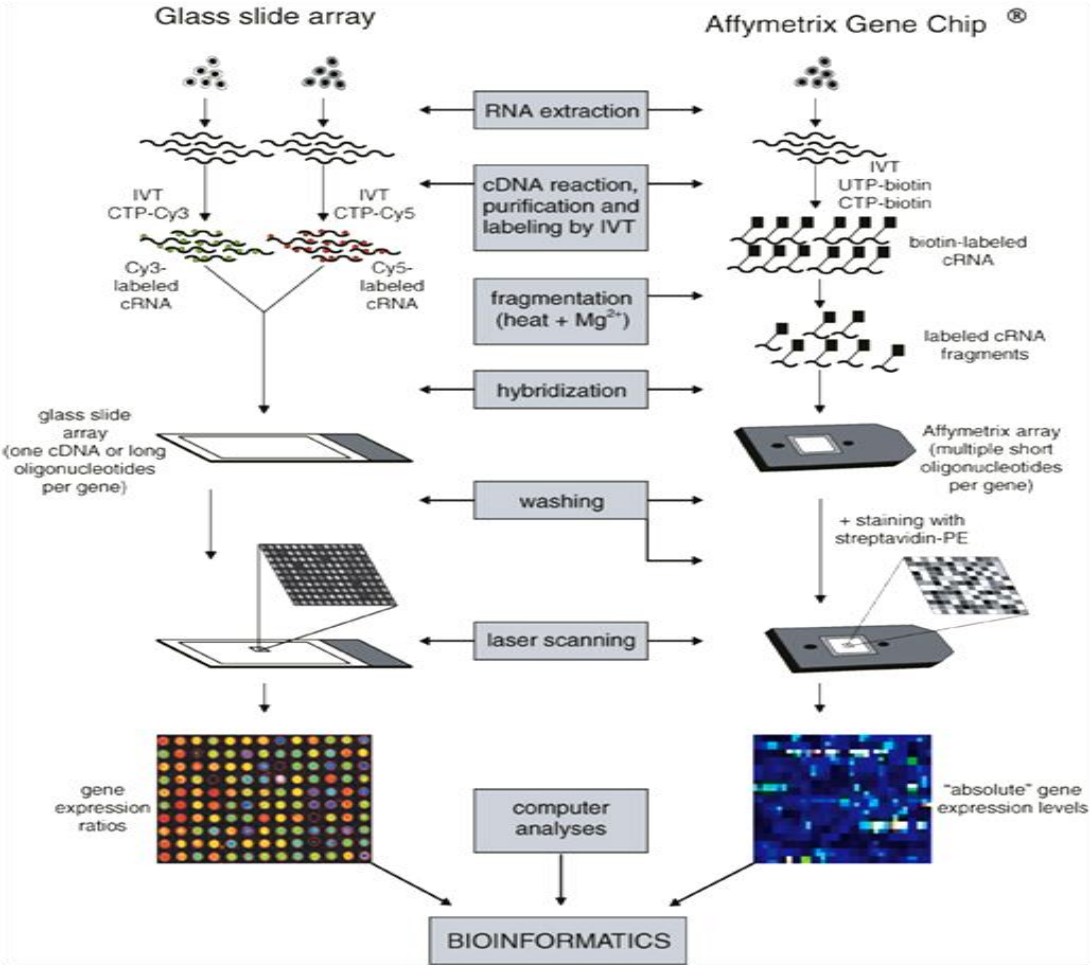 Glass slide array
Affymetrix Gene Chip ®
RNA extraction
IVT
CTP-Cy3
IVT
CTP-Cy5
cDNA reaction,
purification and
labeling by IVT
IVT
UTP-biotin
CTP-biotin
Cy3-
labeled
cRNA
Cy5-
labeled
cRNA
biotin-labeled
cRNA
fragmentation
(heat + Mg²⁺)
labeled cRNA
fragments
hybridization
glass slide
array
(one cDNA or long
oligonucleotides
per gene)
Affymetrix array
(multiple short
oligonucleotides
per gene)
washing
+ staining with
streptavidin-PE
laser scanning
gene
expression
ratios
computer
analyses
"absolute" gene
expression levels
BIOINFORMATICS